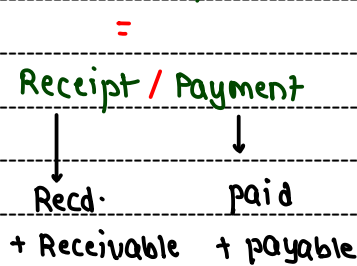 =
Receipt / Payment
Recd. paid
+ Receivable + payable